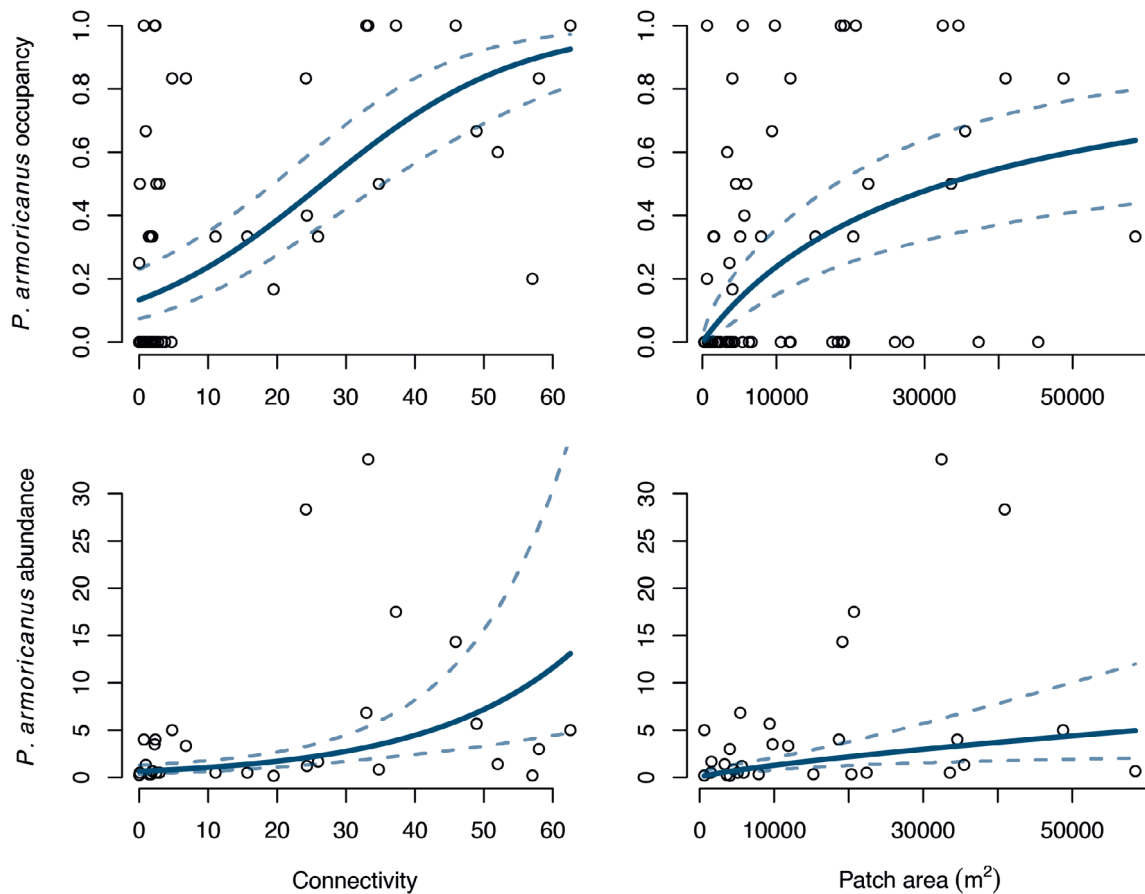 P. armoricanus occupancy
0.0 0.2 0.4 0.6 0.8 1.0
0 10 20 30 40 50 60
0.0 0.2 0.4 0.6 0.8 1.0
0 10000 30000 50000
P. armoricanus abundance
0 5 10 15 20 25 30
0 10 20 30 40 50 60
Connectivity
0 5 10 15 20 25 30
0 10000 30000 50000
Patch area (m²)